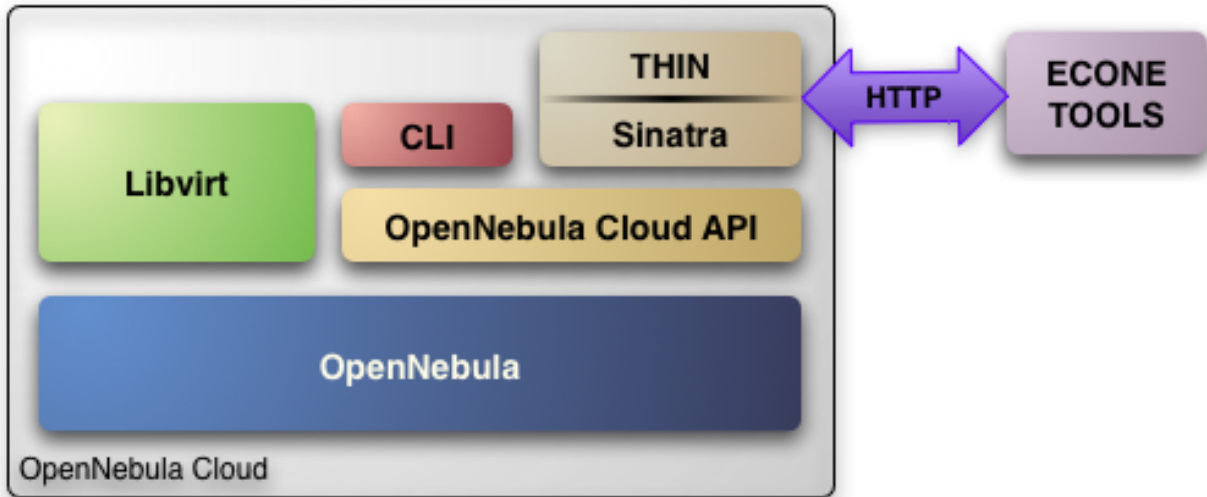 THIN
Sinatra
HTTP
ECONE
TOOLS
CLI
Libvirt
OpenNebula Cloud API
OpenNebula
OpenNebula Cloud